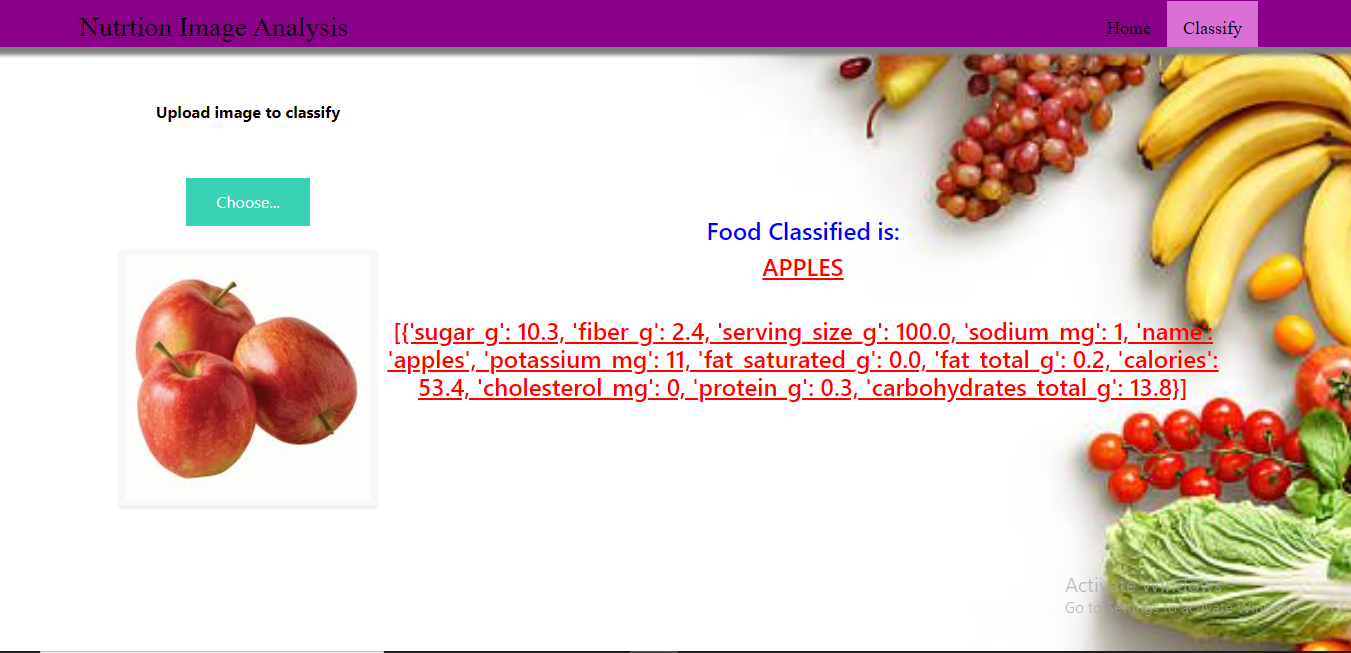 Nutrtion Image Analysis
Home
Classify
Upload image to classify
Choose...
Food Classified is:
APPLES
[{'sugar_g': 10.3, 'fiber_g': 2.4, 'serving_size_g': 100.0, 'sodium_mg': 1, 'name':
'apples', 'potassium_mg': 11, 'fat_saturated_g': 0.0, 'fat_total_g': 0.2, 'calories':
53.4, 'cholesterol_mg': 0, 'protein_g': 0.3, 'carbohydrates_total_g': 13.8}]
Activate Windows
Go to Settings to activate Windows.